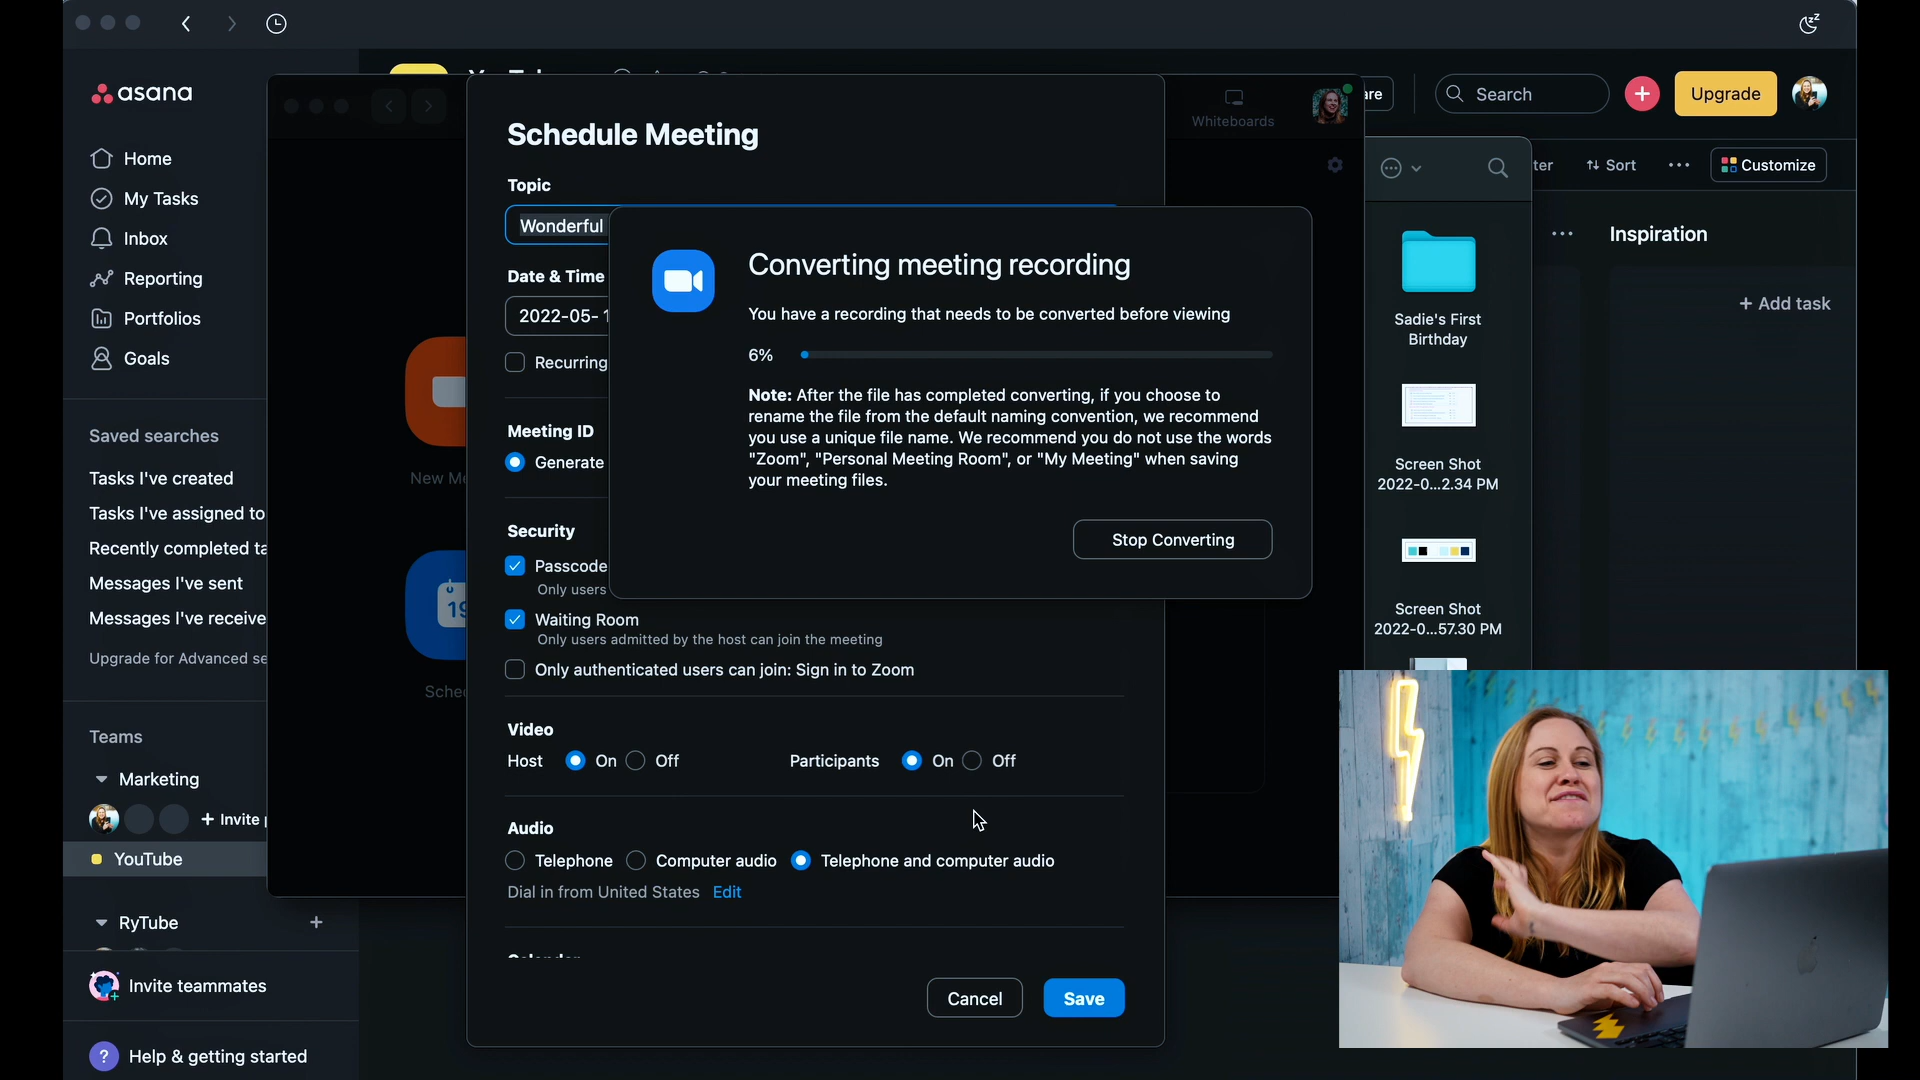 asana
Home
My Tasks
Inbox
Reporting
Portfolios
Goals
Saved searches
Tasks I've created
Tasks I've assigned to
Recently completed
Messages I've sent
Messages I've receive
Upgrade for Advanced
Teams
Marketing
+ Invite
YouTube
RyTube
+
Invite teammates
? Help & getting started
New
Schedule Meeting
Topic
Wonderful
Date & Time
2022-05-
Recurring
Meeting ID
Generate
Security
Passcode
Only users
Waiting Room
Only users admitted by the host can join the meeting
Only authenticated users can join: Sign in to Zoom
Video
Host On Off Participants On Off
Audio
Telephone Computer audio Telephone and computer audio
Dial in from United States Edit
Cancel Save
Converting meeting recording
You have a recording that needs to be converted before viewing
6%
Note: After the file has completed converting, if you choose to
rename the file from the default naming convention, we recommend
you use a unique file name. We recommend you do not use the words
"Zoom", "Personal Meeting Room", or "My Meeting" when saving
your meeting files.
Stop Converting
Whiteboards
Search
+
Upgrade
Sort
Customize
Inspiration
+ Add task
Sadie's First
Birthday
Screen Shot
2022-0...2.34 PM
Screen Shot
2022-0...57.30 PM